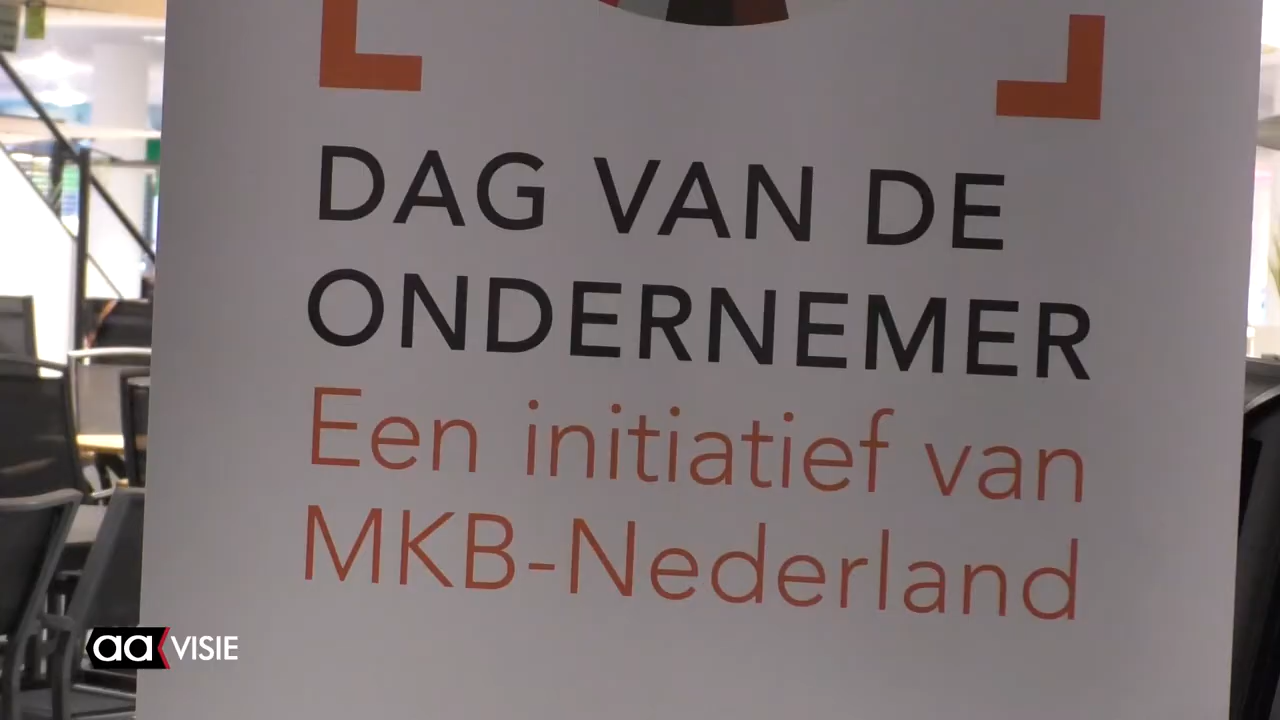 DAG VAN DE
ONDERNEMER
Een initiatief van
MKB-Nederland
aa VISIE